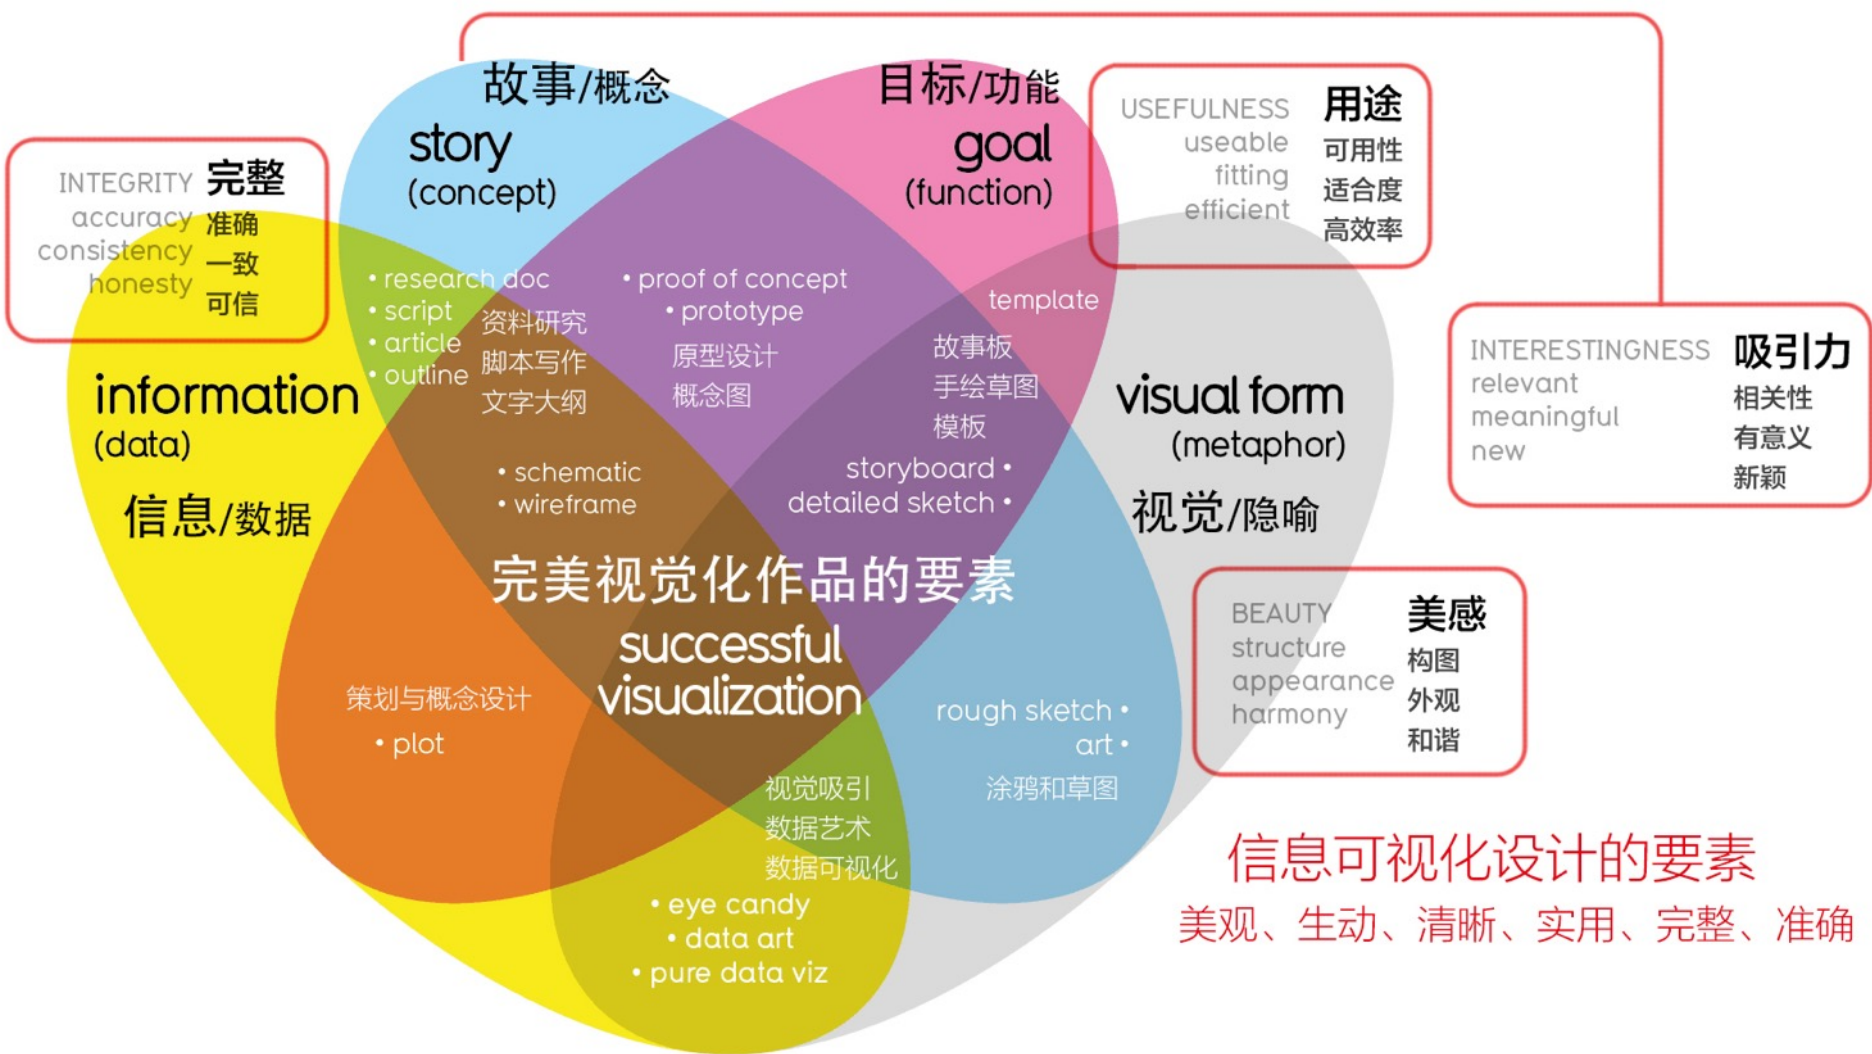 故事/概念
story
(concept)
目标/功能
goal
(function)
USEFULNESS
useable
fitting
efficient
用途
可用性
适合度
高效率
INTEGRITY
accuracy
consistency
honesty
完整
准确
一致
可信
information
(data)
信息/数据
• research doc
• script
• article
• outline
资料研究
脚本写作
文字大纲
• proof of concept
• prototype
原型设计
概念图
template
故事板
手绘草图
模板
storyboard •
detailed sketch •
visual form
(metaphor)
视觉/隐喻
INTERESTINGNESS
relevant
meaningful
new
吸引力
相关性
有意义
新颖
• schematic
• wireframe
完美视觉化作品的要素
successful
visualization
BEAUTY
structure
appearance
harmony
美感
构图
外观
和谐
策划与概念设计
• plot
rough sketch •
art •
涂鸦和草图
视觉吸引
数据艺术
数据可视化
• eye candy
• data art
• pure data viz
信息可视化设计的要素
美观、生动、清晰、实用、完整、准确